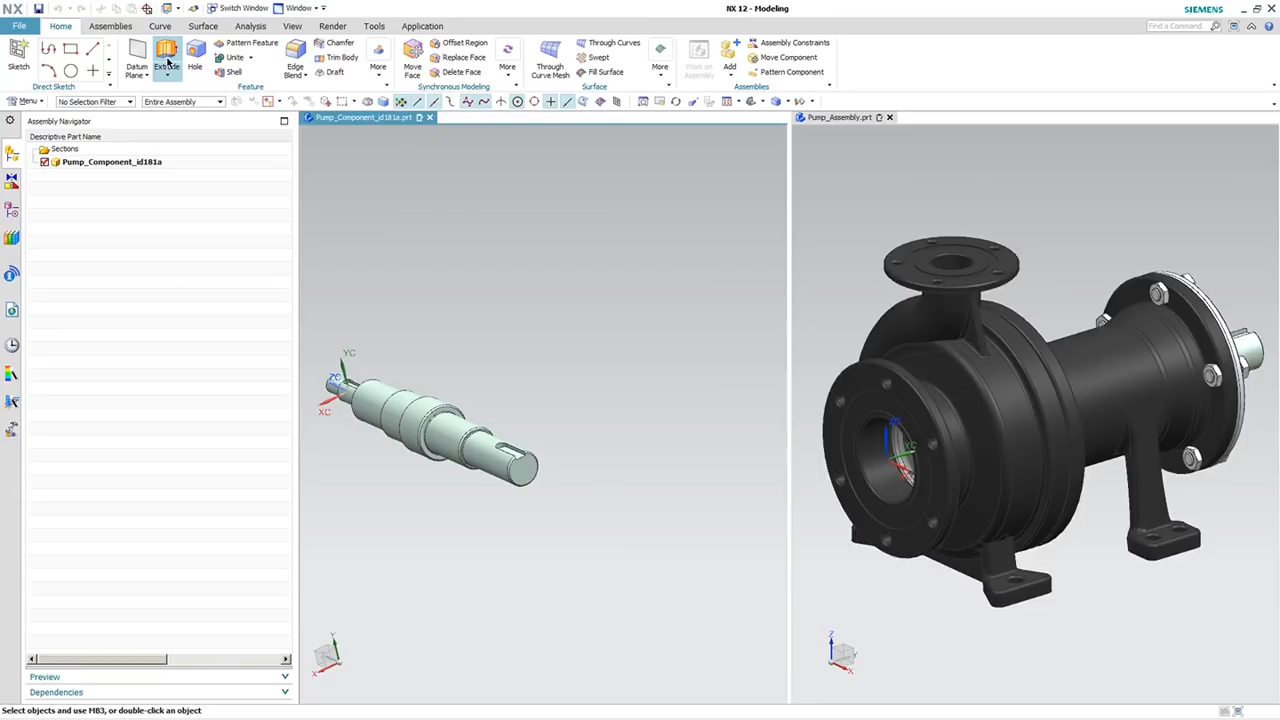 NX
Switch Window
Window
NX 12 - Modeling
SIEMENS
File
Home
Assemblies
Curve
Surface
Analysis
View
Render
Tools
Application
Find a Command
Sketch
Direct Sketch
Datum Plane
Extrude
Hole
Pattern Feature
Unite
Shell
Edge Blend
Chamfer
Trim Body
Draft
More
Feature
Move Face
Offset Region
Replace Face
Delete Face
More
Synchronous Modeling
Through Curve Mesh
Through Curves
Swept
Fill Surface
More
Surface
Work on Assembly
Add
Assembly Constraints
Move Component
Pattern Component
Assemblies
Menu
No Selection Filter
Entire Assembly
Assembly Navigator
Descriptive Part Name
Sections
Pump_Component_id181a
Preview
Dependencies
Pump_Component_id181a.prt
YC
ZC
XC
Y
X
Pump_Assembly.prt
YC
Z
Y
X
Select objects and use MB3, or double-click an object